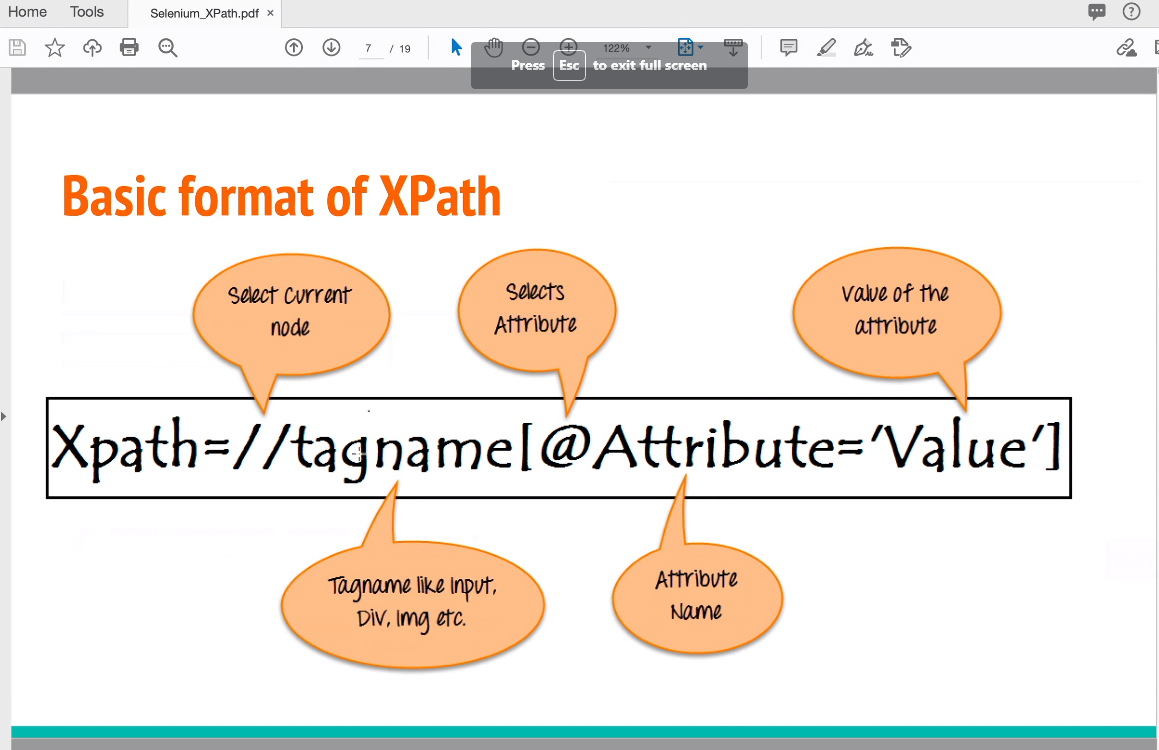 Home Tools Selenium_XPath.pdf ×
7 / 19 122%
Press Esc to exit full screen
Basic format of XPath
Select Current
node
Selects
Attribute
Value of the
attribute
Xpath=//tagname[@Attribute='Value']
Tagname like Input,
Div, Img etc.
Attribute
Name